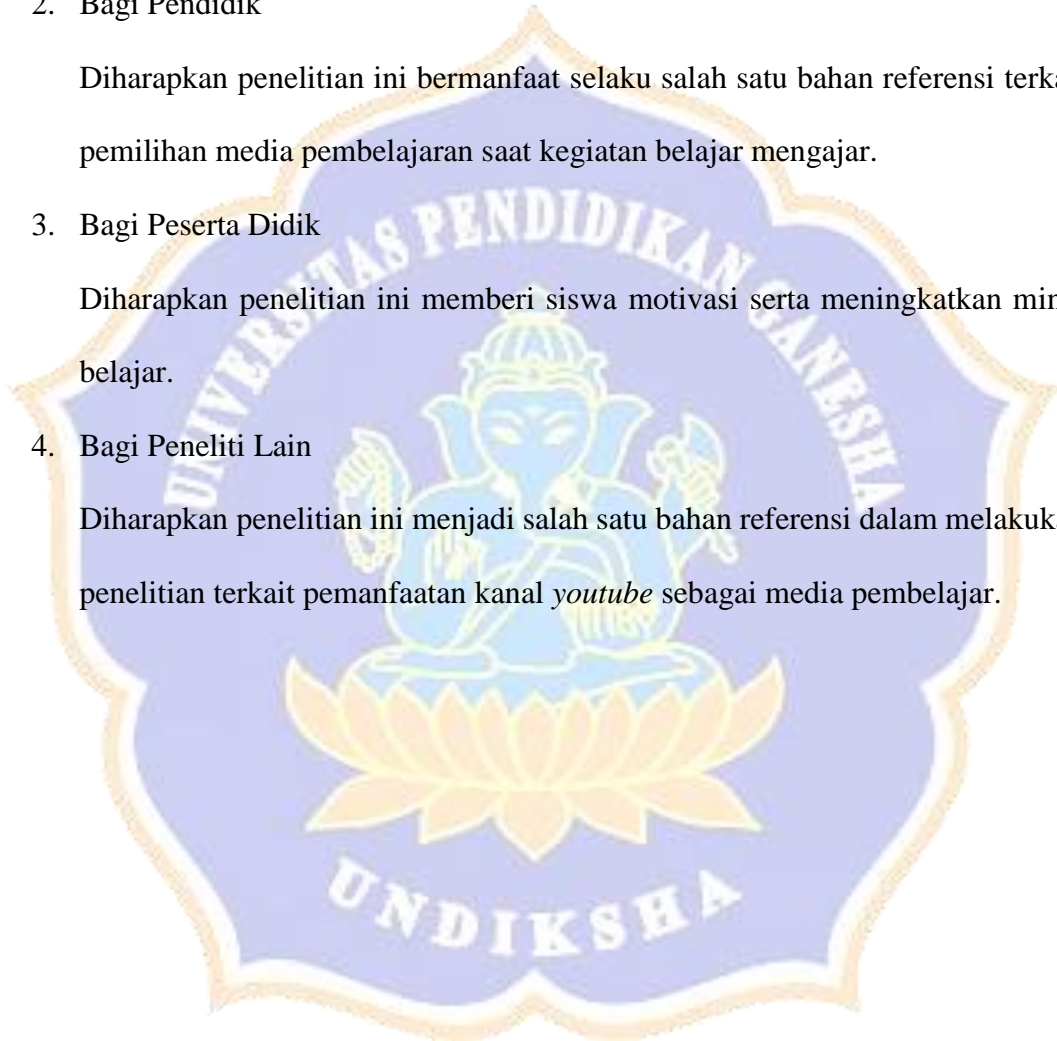 2. Bagi Pendidik
Diharapkan penelitian ini bermanfaat selaku salah satu bahan referensi
pemilihan media pembelajaran saat kegiatan belajar mengajar.
3. Bagi Peserta Didik
Diharapkan penelitian ini memberi siswa motivasi serta meningkatkan
belajar.
4. Bagi Peneliti Lain
Diharapkan penelitian ini menjadi salah satu bahan referensi dalam
penelitian terkait pemanfaatan kanal youtube sebagai media pembelajar.
UNIVERSITAS PENDIDIKAN GANESHA
UNDIKSHA